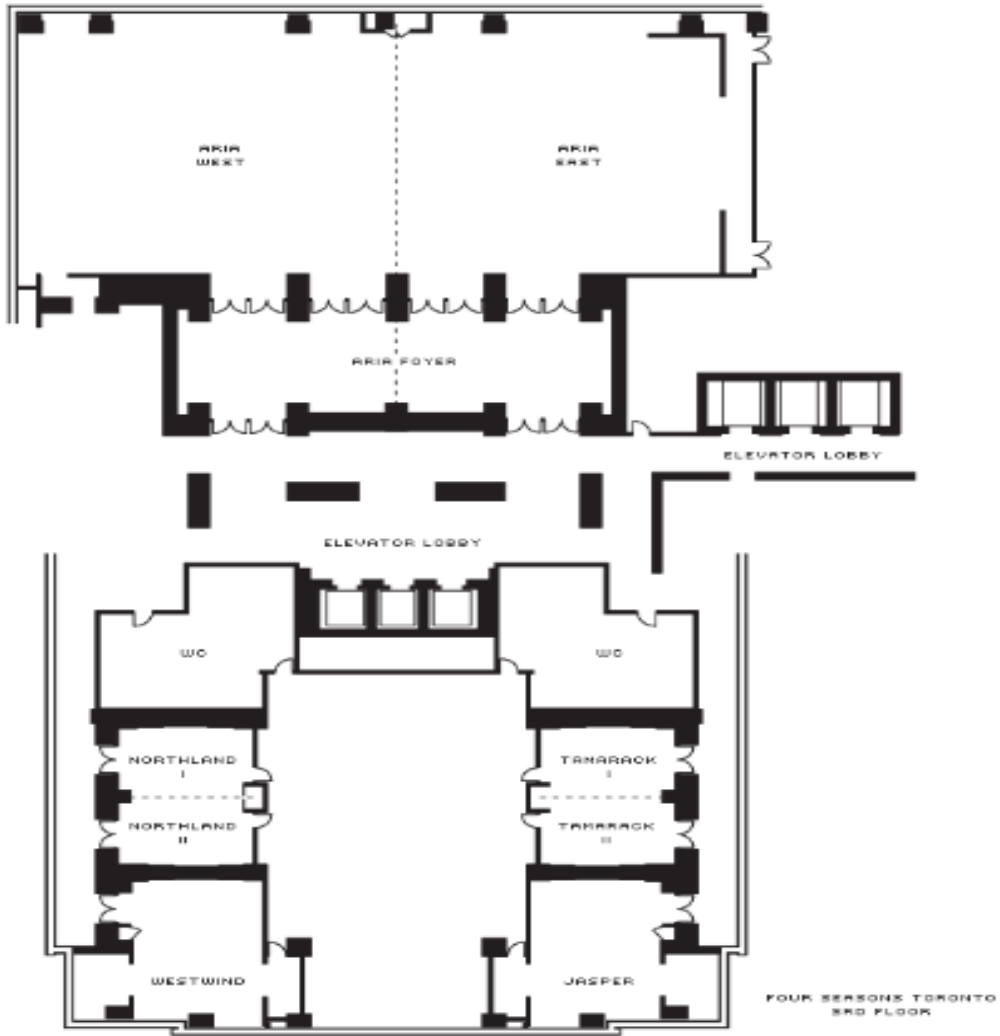 ARIA
WEST
ARIA
EAST
ARIA FOYER
ELEVATOR LOBBY
ELEVATOR LOBBY
WC
WC
NORTHLAND
I
TAMARACK
I
NORTHLAND
II
TAMARACK
II
WESTWIND
JASPER
FOUR SEASONS TORONTO
3RD FLOOR